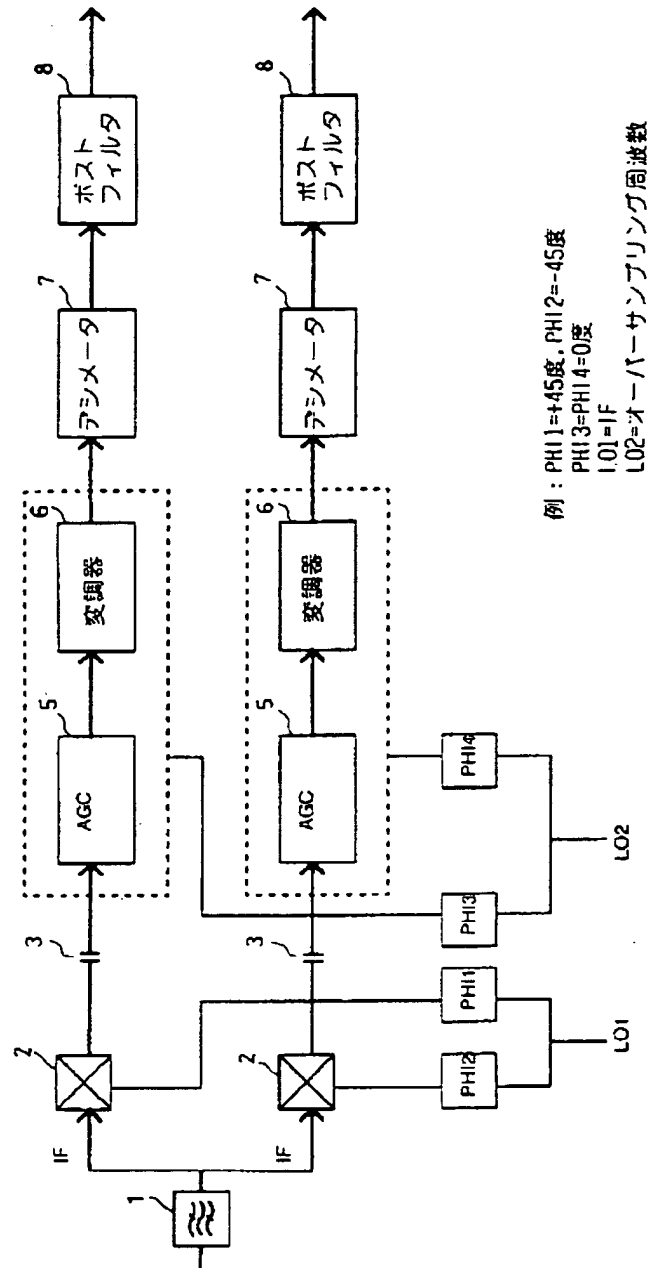 8
8
ポスト
フィルタ
ポスト
フィルタ
7
7
デシメータ
デシメータ
6
6
変調器
変調器
5
5
AGC
AGC
PHI4
3
3
PHI3
LO2
2
2
PHI1
PHI2
LO1
IF
IF
1
例：PHI1=+45度, PHI2=-45度
PHI3=PHI4=0度
LO1=IF
LO2=オーバーサンプリング周波数